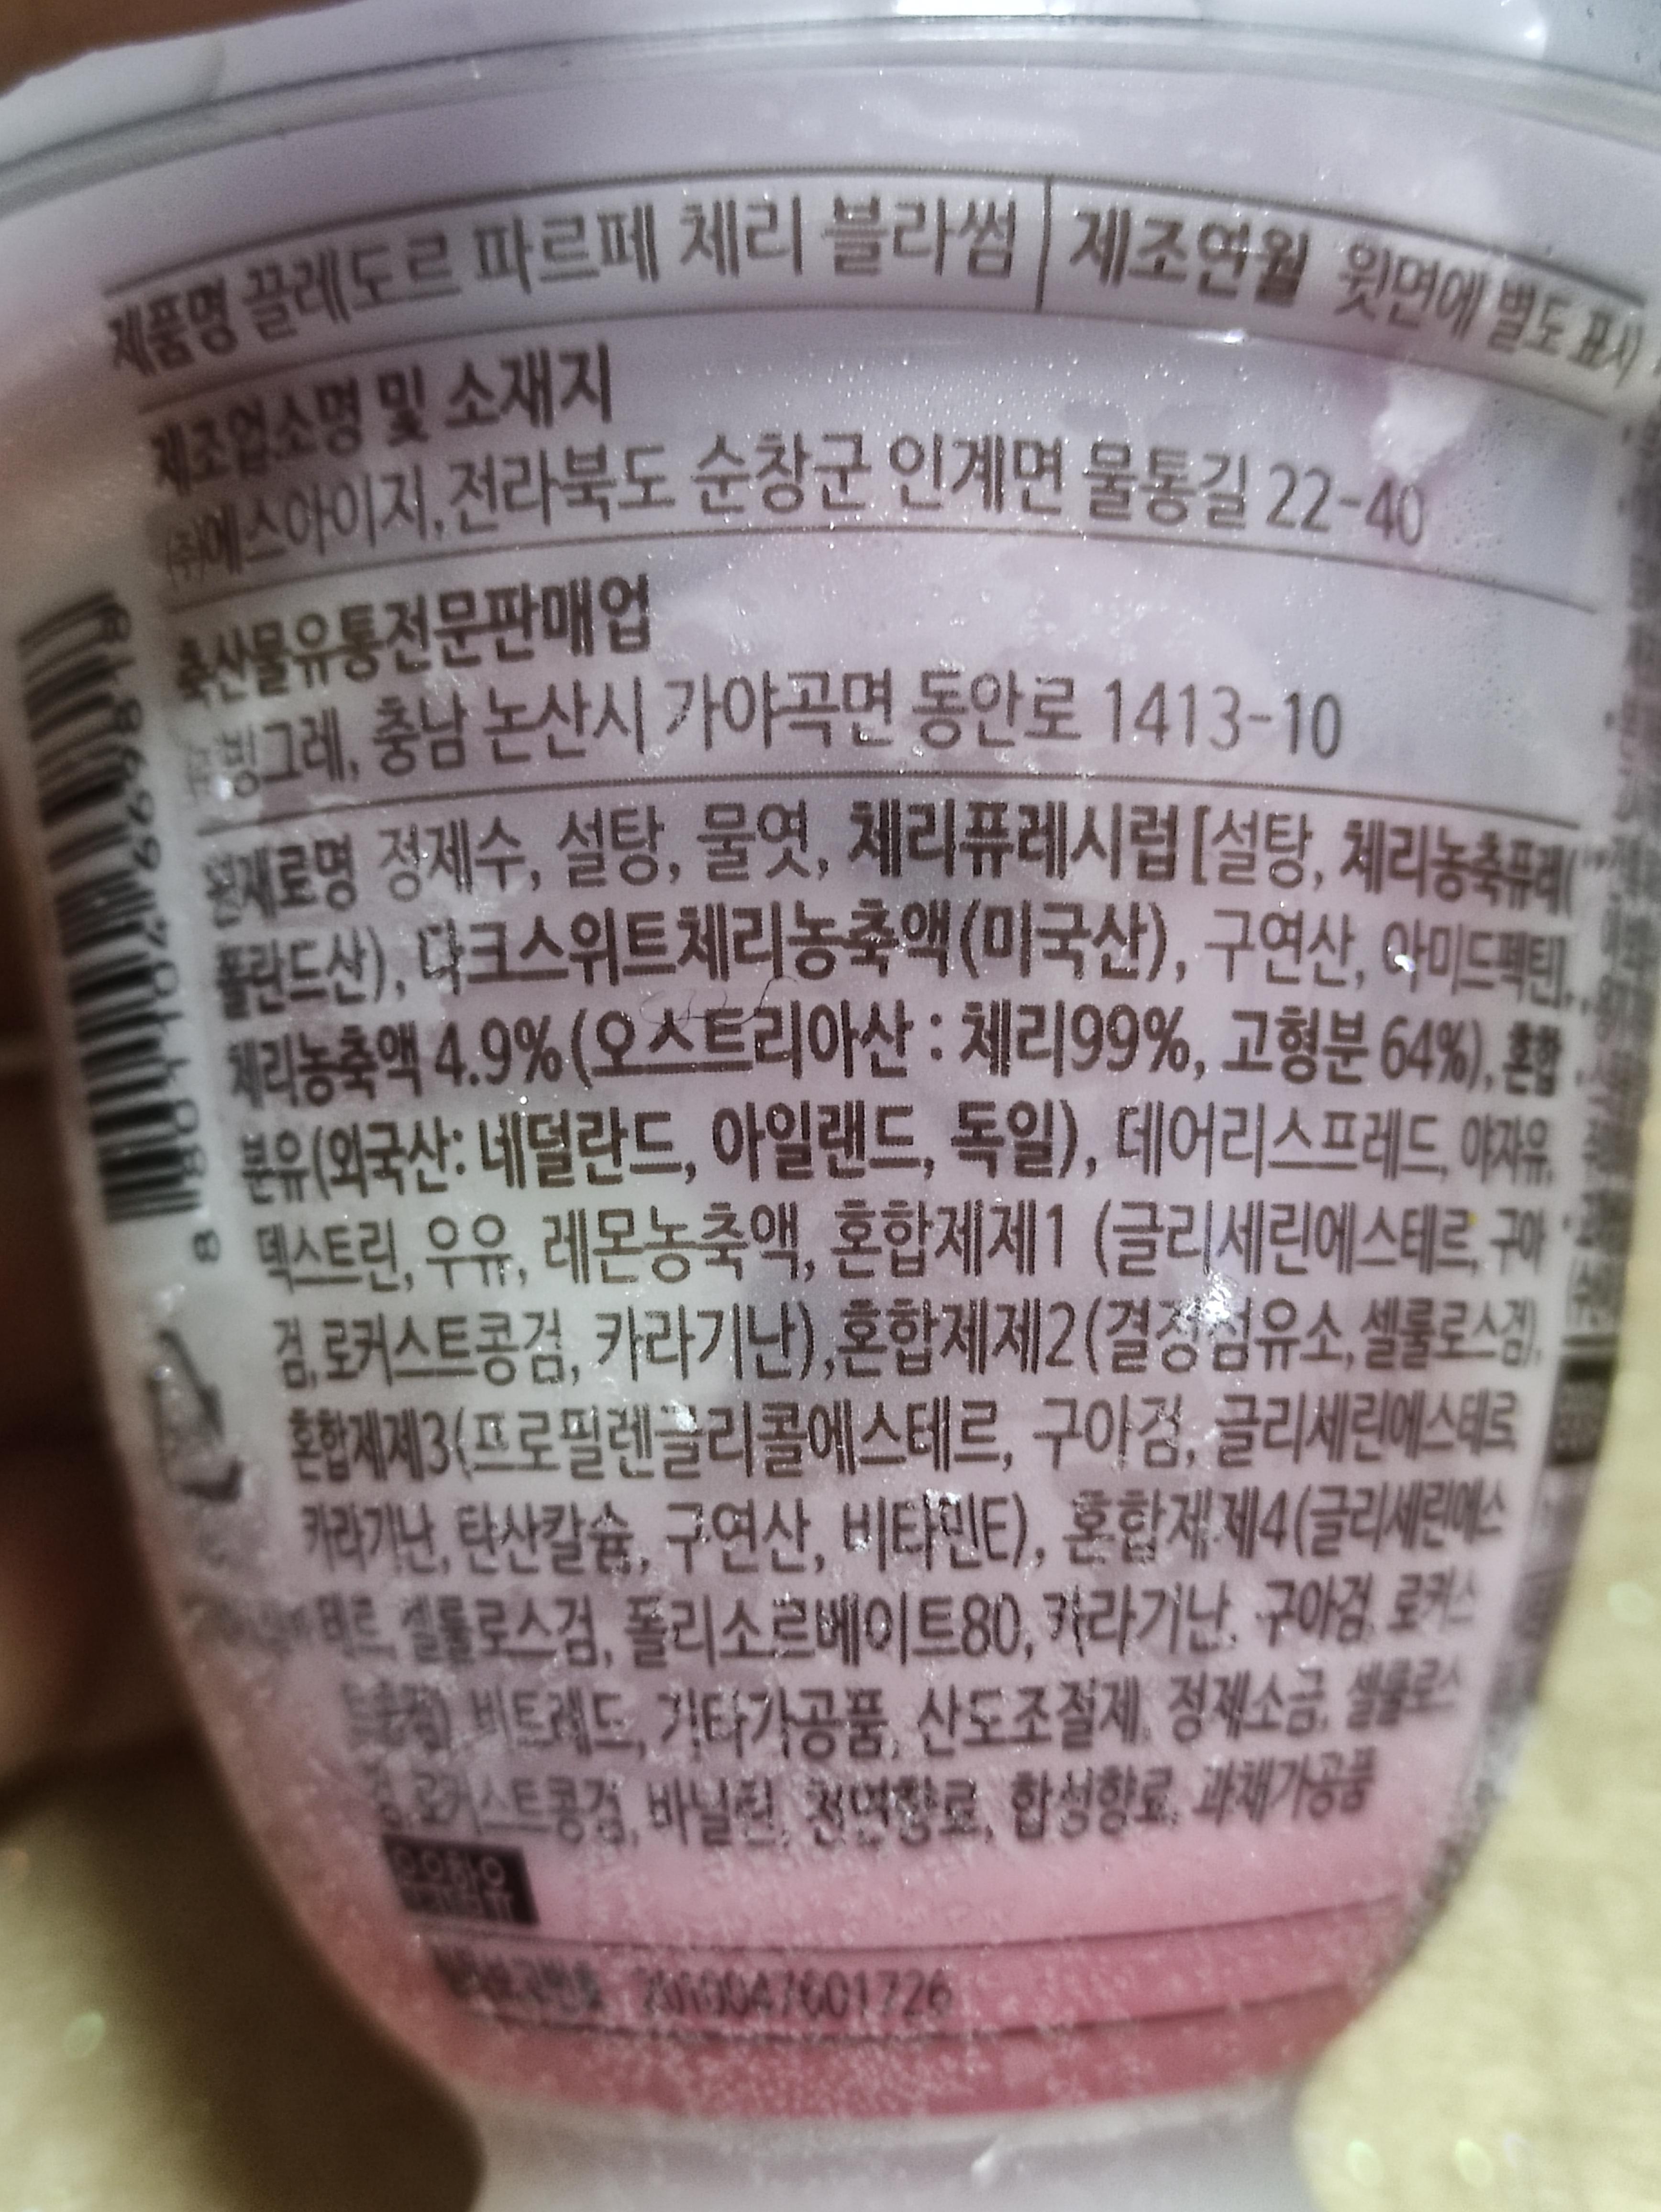 제품명 끌레도르 파르페 체리 블라썸 제조연월 윗면에 별도 표시
제조업소명 및 소재지
(주)에스아이지, 전라북도 순창군 인계면 물통길 22-40
축산물유통전문판매업
빙그레, 충남 논산시 가야곡면 동안로 1413-10
원재료명 정제수, 설탕, 물엿, 체리퓨레시럽[설탕, 체리농축퓨레(
폴란드산), 다크스위트체리농축액(미국산), 구연산, 아미드펙틴],
체리농축액 4.9%(오스트리아산 : 체리99%, 고형분 64%), 혼합
분유(외국산: 네덜란드, 아일랜드, 독일), 데어리스프레드, 야자유,
덱스트린, 우유, 레몬농축액, 혼합제제1 (글리세린에스테르, 구아
검, 로커스트콩검, 카라기난), 혼합제제2(결정섬유소, 셀룰로스검),
혼합제제3(프로필렌글리콜에스테르, 구아검, 글리세린에스테르
카라기난, 탄산칼슘, 구연산, 비타민E), 혼합제제4(글리세린에스
테르, 셀룰로스검, 폴리소르베이트80, 카라기난, 구아검, 로커스
트콩검) 비트레드, 기타가공품, 산도조절제, 정제소금, 셀룰로스
검, 로커스트콩검, 바닐린, 천연향료, 합성향료, 과채가공품
우유함유
2010047601726
8 801104 669818